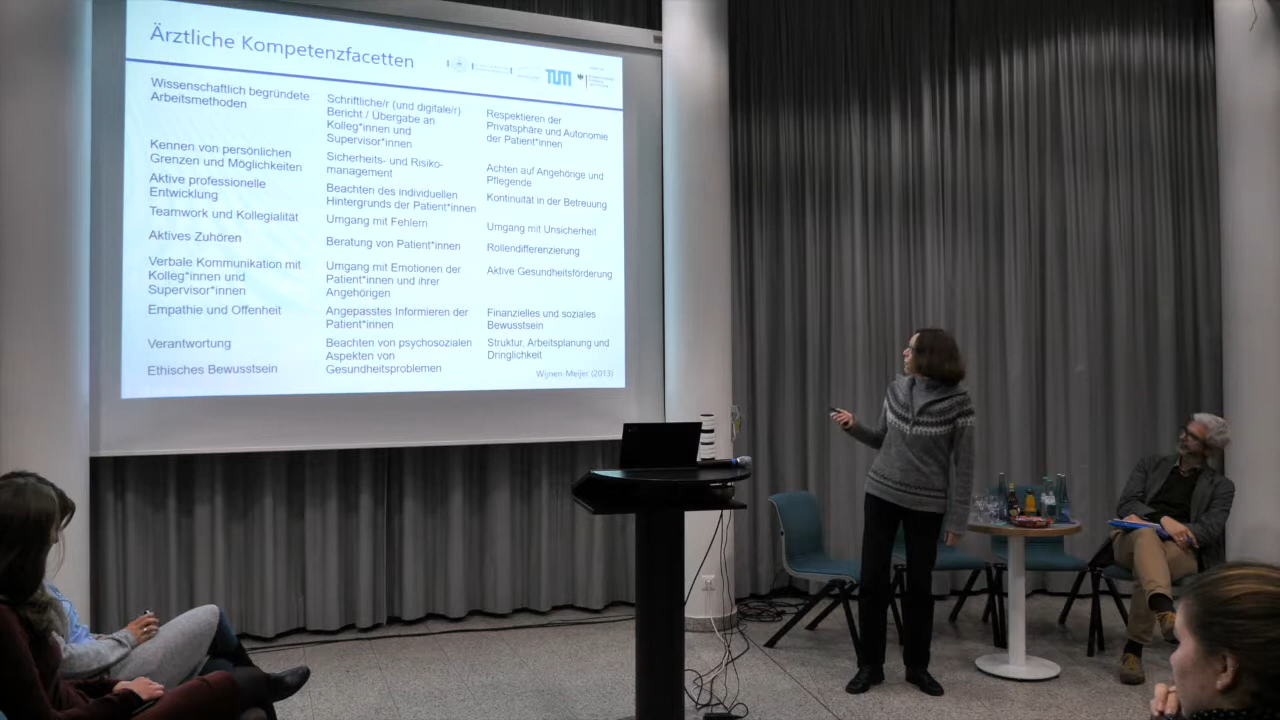 Ärztliche Kompetenzfacetten
TUM
Wissenschaftlich begründete
Arbeitsmethoden
Kennen von persönlichen
Grenzen und Möglichkeiten
Aktive professionelle
Entwicklung
Teamwork und Kollegialität
Aktives Zuhören
Verbale Kommunikation mit
Kolleg*innen und
Supervisor*innen
Empathie und Offenheit
Verantwortung
Ethisches Bewusstsein
Schriftliche/r (und digitale/r)
Bericht / Übergabe an
Kolleg*innen und
Supervisor*innen
Sicherheits- und Risiko-
management
Beachten des individuellen
Hintergrunds der Patient*innen
Umgang mit Fehlern
Beratung von Patient*innen
Umgang mit Emotionen der
Patient*innen und ihrer
Angehörigen
Angepasstes Informieren der
Patient*innen
Beachten von psychosozialen
Aspekten von
Gesundheitsproblemen
Respektieren der
Privatsphäre und Autonomie
der Patient*innen
Achten auf Angehörige und
Pflegende
Kontinuität in der Betreuung
Umgang mit Unsicherheit
Rollendifferenzierung
Aktive Gesundheitsförderung
Finanzielles und soziales
Bewusstsein
Struktur, Arbeitsplanung und
Dringlichkeit
Wijnen-Meijer (2013)